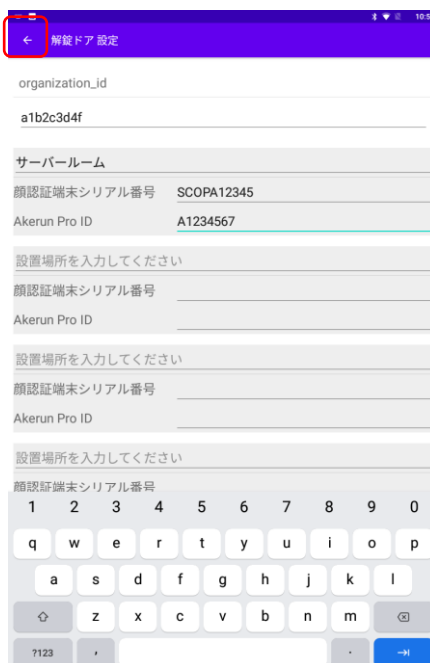 10:5
← 解錠ドア 設定
organization_id
a1b2c3d4f
サーバールーム
顔認証端末シリアル番号 SCOPA12345
Akerun Pro ID A1234567
設置場所を入力してください
顔認証端末シリアル番号
Akerun Pro ID
設置場所を入力してください
顔認証端末シリアル番号
Akerun Pro ID
設置場所を入力してください
顔認証端末シリアル番号
1 2 3 4 5 6 7 8 9 0
q w e r t y u i o p
a s d f g h j k l
z x c v b n m
?123 , .